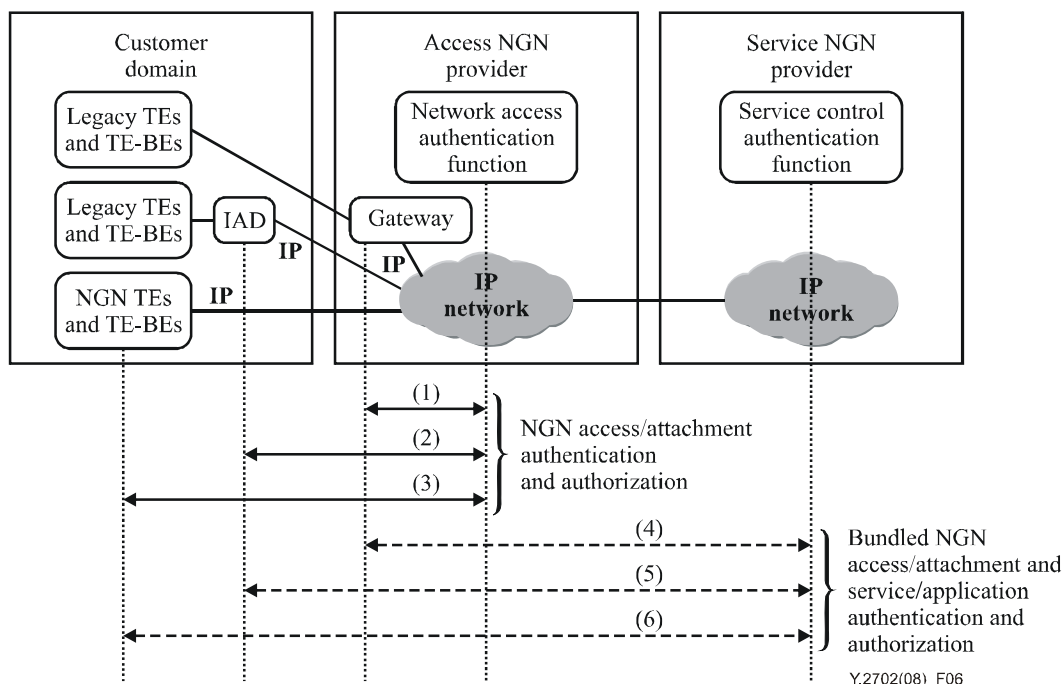 Customer
domain
Access NGN
provider
Service NGN
provider
Legacy TEs
and TE-BEs
Network access
authentication
function
Service control
authentication
function
Legacy TEs
and TE-BEs
IAD
Gateway
IP
IP
NGN TEs
and TE-BEs
IP
IP
network
IP
network
(1)
(2)
(3)
NGN access/attachment
authentication
and authorization
(4)
(5)
(6)
Bundled NGN
access/attachment and
service/application
authentication and
authorization
Y.2702(08)_F06